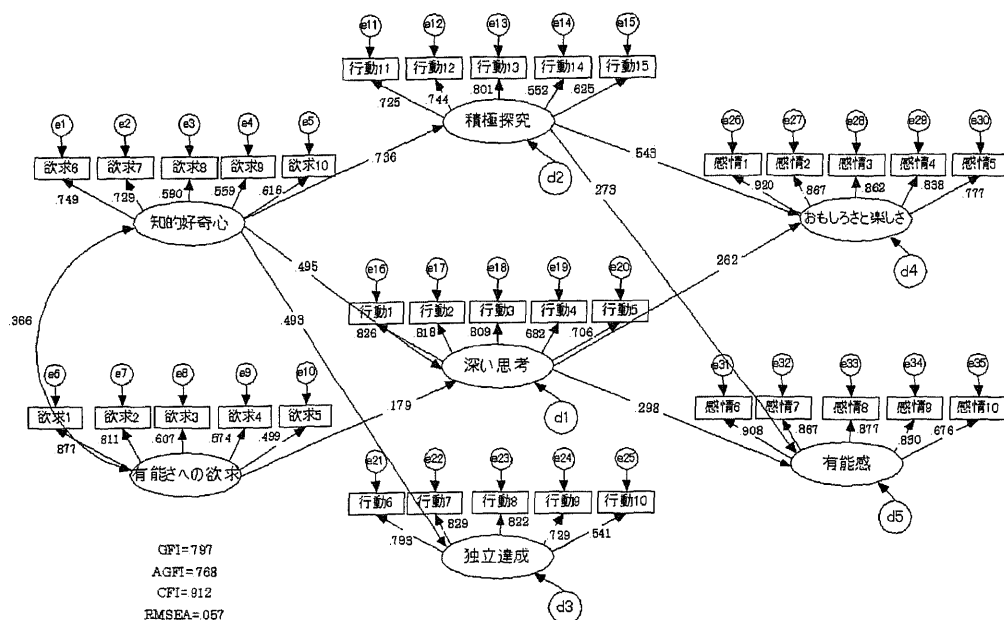 e11 e12 e13 e14 e15
行動11 行動12 行動13 行動14 行動15
.725 .744 .801 .552 .625
積極探究
d2
e1 e2 e3 e4 e5
欲求6 欲求7 欲求8 欲求9 欲求10
.749 .729 .590 .559 .616
知的好奇心
.736
.543
.273
e26 e27 e28 e29 e30
感情1 感情2 感情3 感情4 感情5
.920 .867 .862 .838 .777
おもしろさと楽しさ
d4
.495
.493
.262
.366
e16 e17 e18 e19 e20
行動1 行動2 行動3 行動4 行動5
.826 .818 .809 .682 .706
深い思考
d1
.179
.298
e6 e7 e8 e9 e10
欲求1 欲求2 欲求3 欲求4 欲求5
.877 .811 .607 .574 .499
有能さへの欲求
e31 e32 e33 e34 e35
感情6 感情7 感情8 感情9 感情10
.908 .867 .877 .676
有能感
d5
e21 e22 e23 e24 e25
行動6 行動7 行動8 行動9 行動10
.793 .829 .822 .729 .541
独立達成
d3
GFI=.797
AGFI=.768
CFI=.912
RMSEA=.057